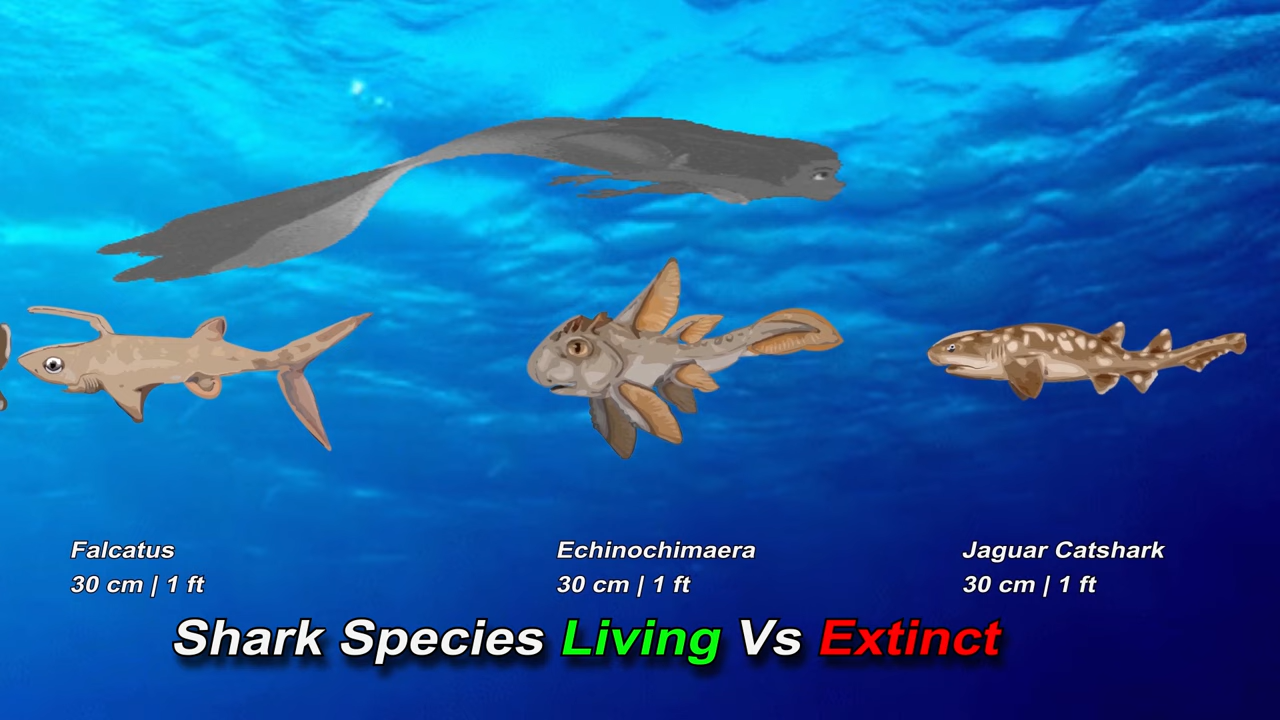 Falcatus
30 cm | 1 ft
Echinochimaera
30 cm | 1 ft
Jaguar Catshark
30 cm | 1 ft
Shark Species Living Vs Extinct